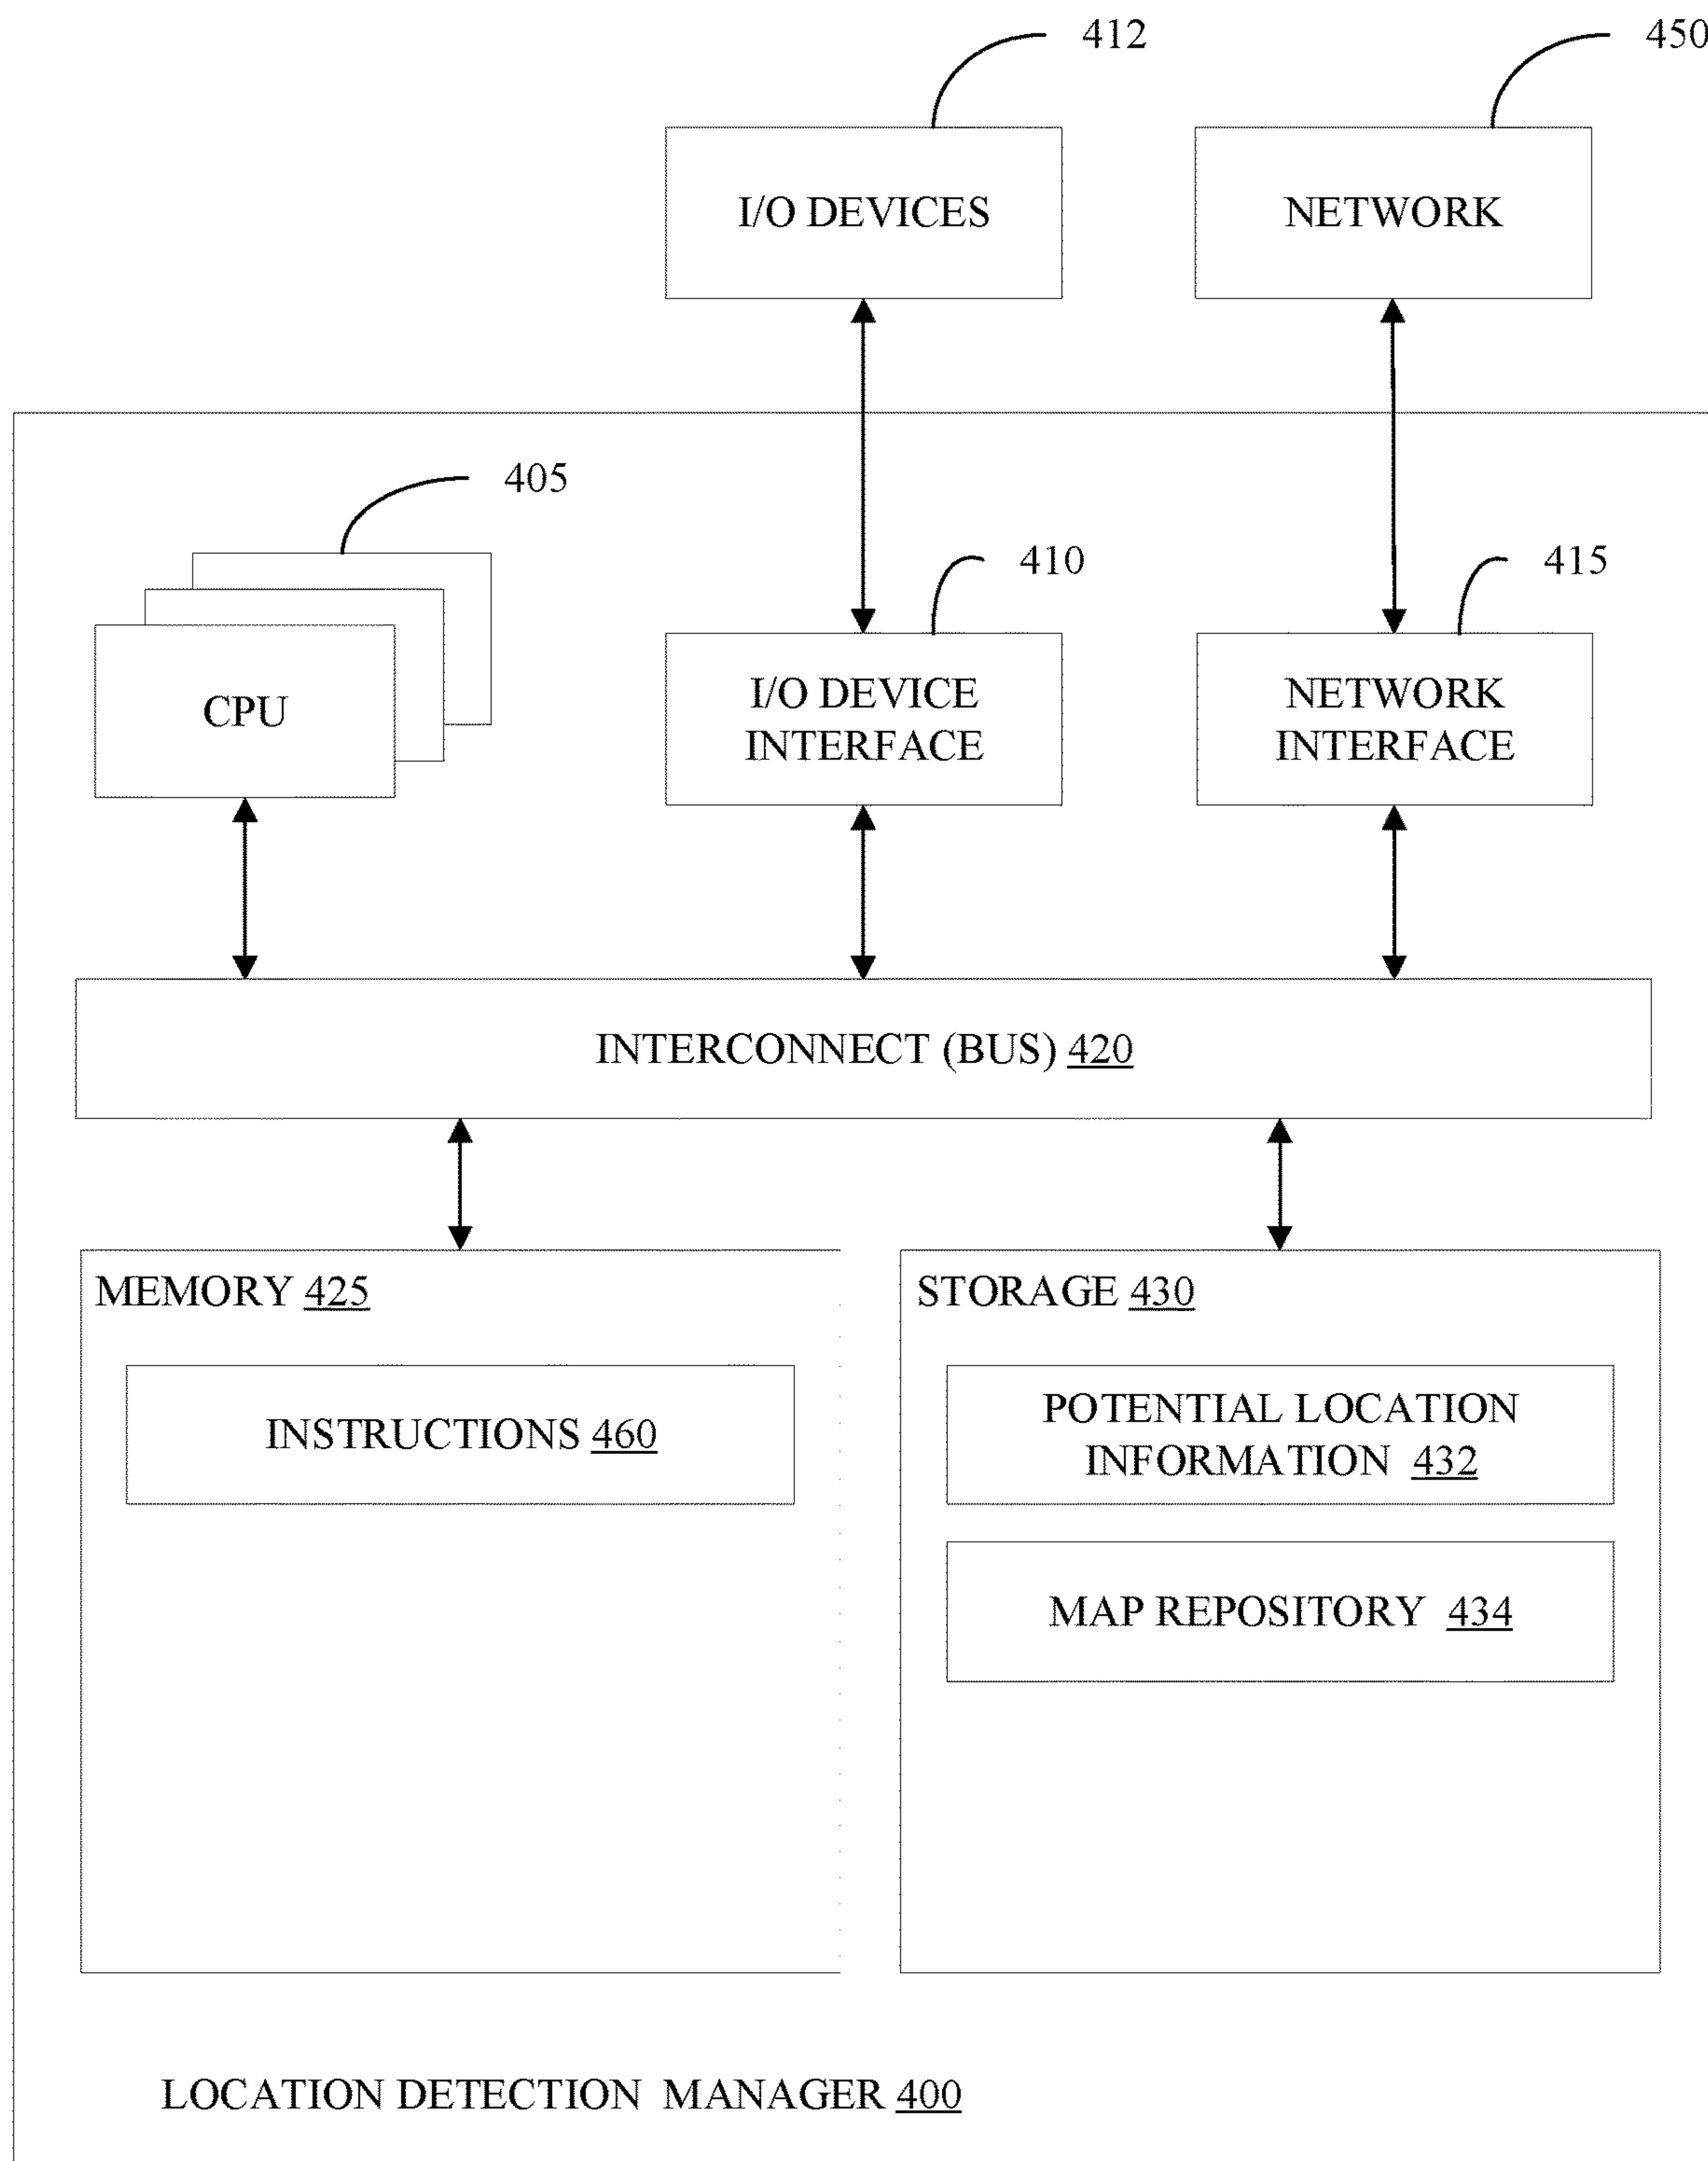 412
450
I/O DEVICES
NETWORK
405
410
415
CPU
I/O DEVICE
INTERFACE
NETWORK
INTERFACE
INTERCONNECT (BUS) 420
MEMORY 425
INSTRUCTIONS 460
STORAGE 430
POTENTIAL LOCATION
INFORMATION 432
MAP REPOSITORY 434
LOCATION DETECTION MANAGER 400